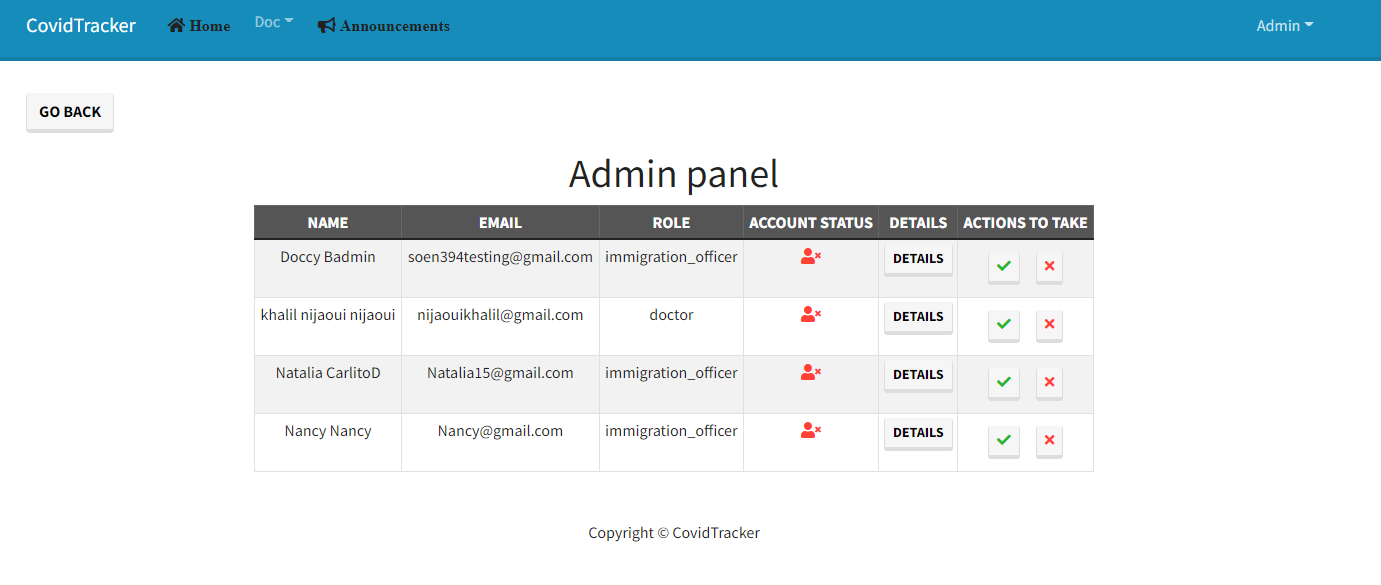 CovidTracker Home Doc Announcements Admin
GO BACK
Admin panel
NAME EMAIL ROLE ACCOUNT STATUS DETAILS ACTIONS TO TAKE
Doccy Badmin soen394testing@gmail.com immigration_officer DETAILS
khalil nijaoui nijaoui nijaouikhalil@gmail.com doctor DETAILS
Natalia CarlitoD Natalia15@gmail.com immigration_officer DETAILS
Nancy Nancy Nancy@gmail.com immigration_officer DETAILS
Copyright © CovidTracker